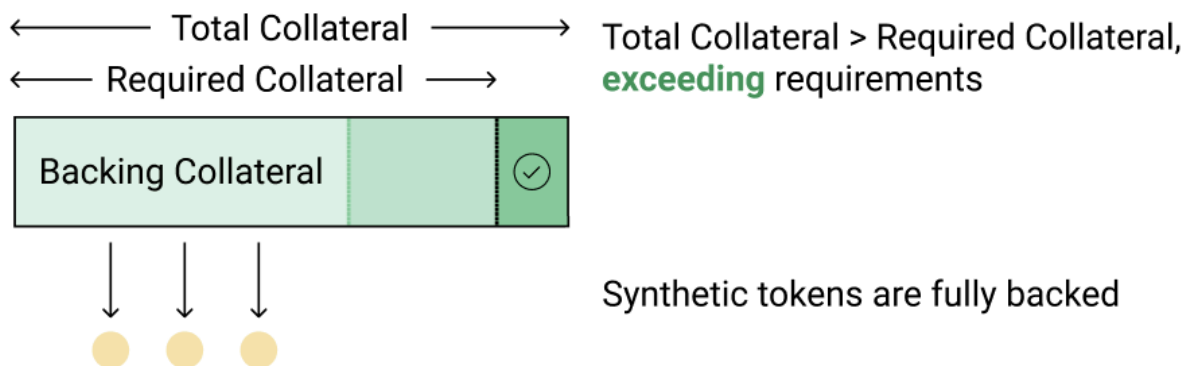 Total Collateral
Required Collateral
Backing Collateral
Total Collateral > Required Collateral,
exceeding requirements
Synthetic tokens are fully backed